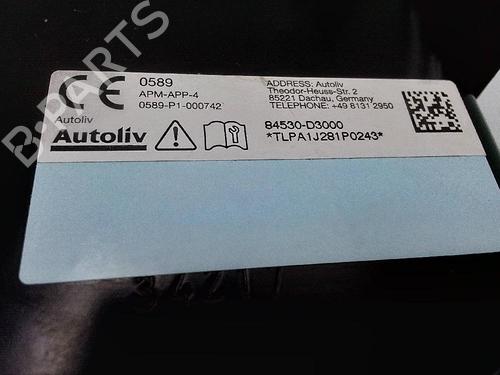 B-PARTS
CE 0589
APM-APP-4
0589-P1-000742
Autoliv
Autoliv
ADDRESS: Autoliv
Theodor-Heuss-Str. 2
85221 Dachau, Germany
TELEPHONE: +49 8131 2950
84530-D3000
*TLPA1J281P0243*